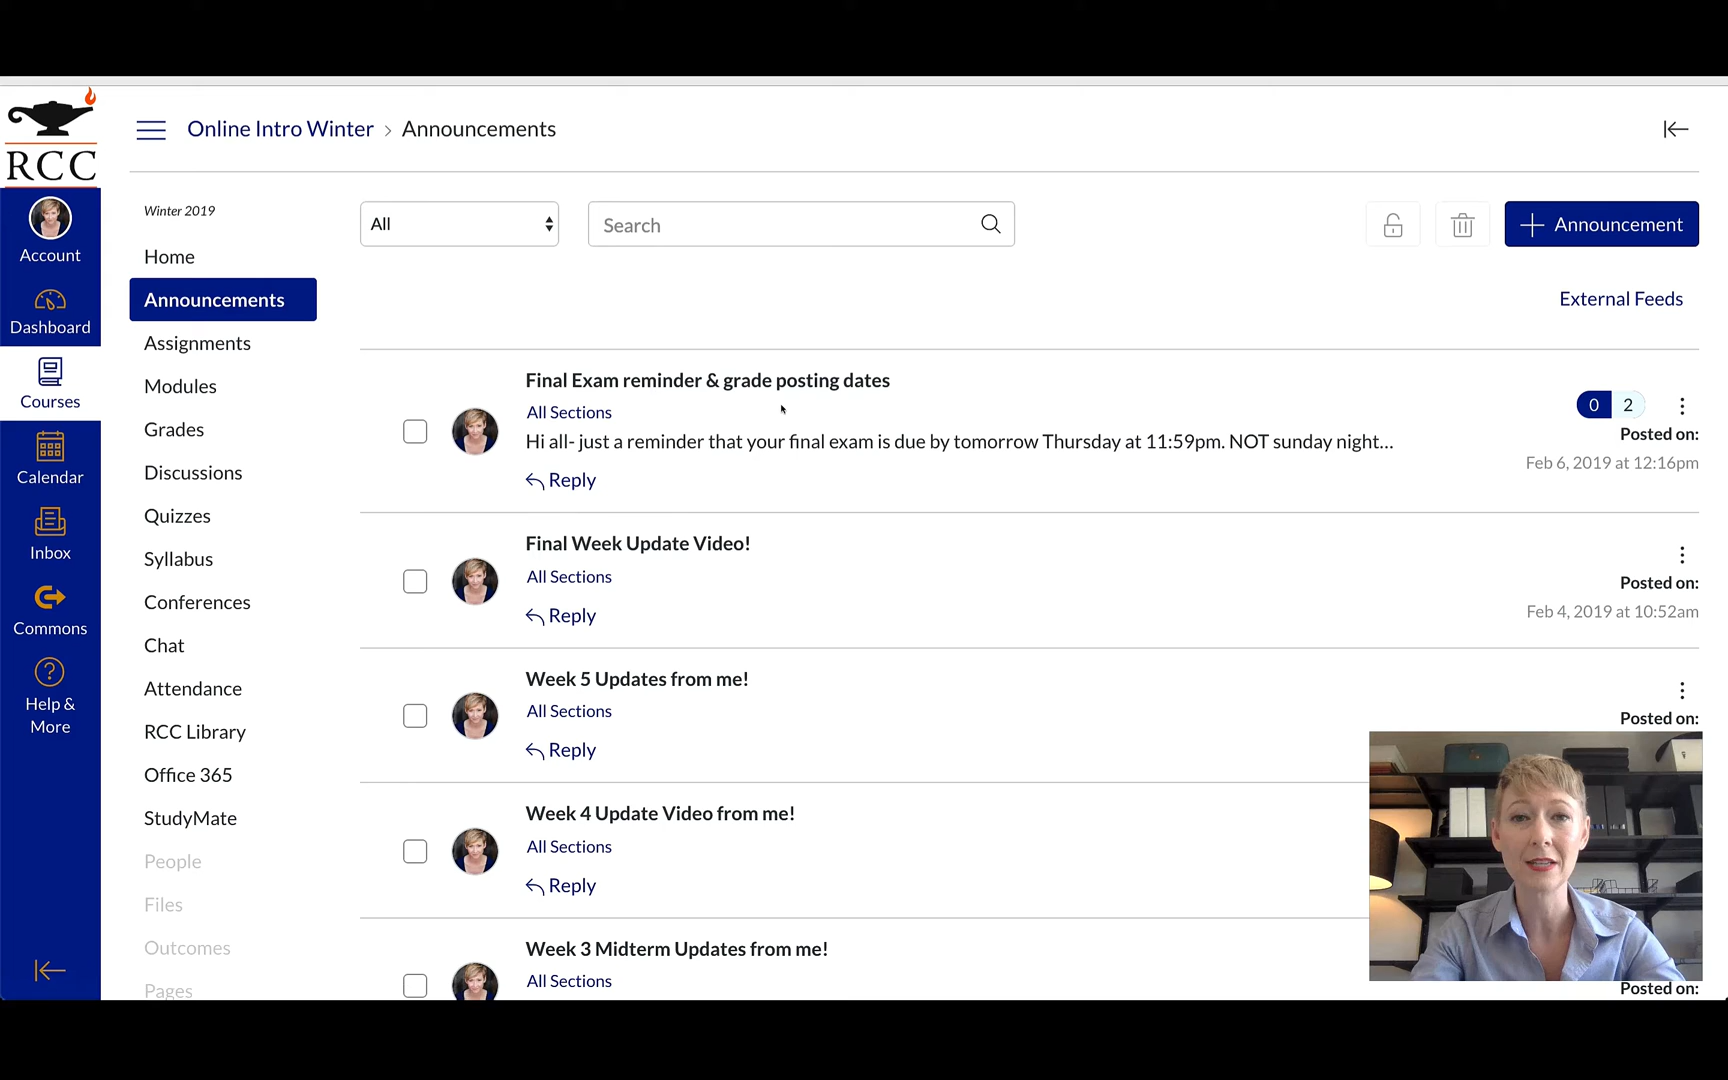 RCC
Online Intro Winter > Announcements
Account
Dashboard
Courses
Calendar
Inbox
Commons
Help &
More
Winter 2019
Home
Announcements
Assignments
Modules
Grades
Discussions
Quizzes
Syllabus
Conferences
Chat
Attendance
RCC Library
Office 365
StudyMate
People
Files
Outcomes
Pages
All
Search
Announcement
External Feeds
Final Exam reminder & grade posting dates
All Sections
Hi all- just a reminder that your final exam is due by tomorrow Thursday at 11:59pm. NOT sunday night...
Reply
0 2
Posted on:
Feb 6, 2019 at 12:16pm
Final Week Update Video!
All Sections
Reply
Posted on:
Feb 4, 2019 at 10:52am
Week 5 Updates from me!
All Sections
Reply
Posted on:
Week 4 Update Video from me!
All Sections
Reply
Week 3 Midterm Updates from me!
All Sections
Posted on: